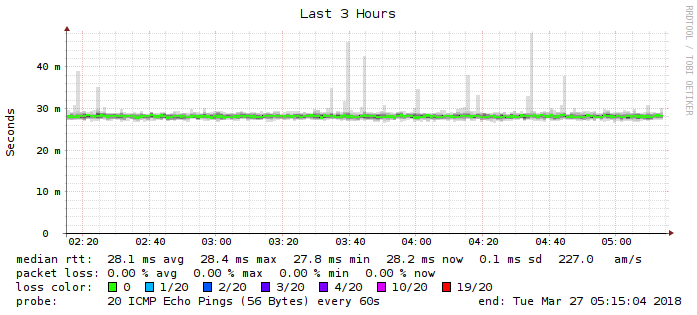 Last 3 Hours
RRDTOOL / TOBI OETIKER
Seconds
40 m
30 m
20 m
10 m
0
02:20 02:40 03:00 03:20 03:40 04:00 04:20 04:40 05:00
median rtt: 28.1 ms avg 28.4 ms max 27.8 ms min 28.2 ms now 0.1 ms sd 227.0 am/s
packet loss: 0.00 % avg 0.00 % max 0.00 % min 0.00 % now
loss color: 0 1/20 2/20 3/20 4/20 10/20 19/20
probe: 20 ICMP Echo Pings (56 Bytes) every 60s end: Tue Mar 27 05:15:04 2018